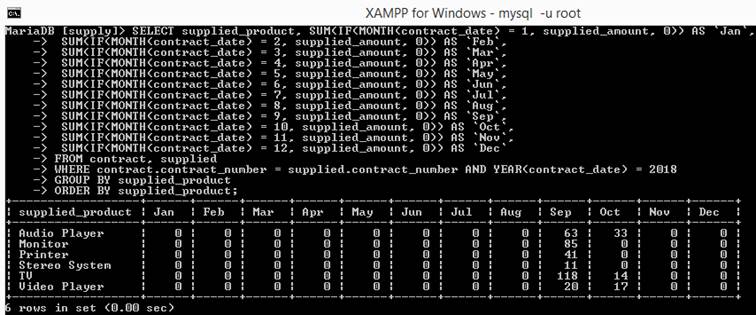 XAMPP for Windows - mysql -u root
MariaDB [supply]> SELECT supplied_product, SUM(IF(MONTH(contract_date) = 1, supplied_amount, 0)) AS `Jan`,
    -> SUM(IF(MONTH(contract_date) = 2, supplied_amount, 0)) AS `Feb`,
    -> SUM(IF(MONTH(contract_date) = 3, supplied_amount, 0)) AS `Mar`,
    -> SUM(IF(MONTH(contract_date) = 4, supplied_amount, 0)) AS `Apr`,
    -> SUM(IF(MONTH(contract_date) = 5, supplied_amount, 0)) AS `May`,
    -> SUM(IF(MONTH(contract_date) = 6, supplied_amount, 0)) AS `Jun`,
    -> SUM(IF(MONTH(contract_date) = 7, supplied_amount, 0)) AS `Jul`,
    -> SUM(IF(MONTH(contract_date) = 8, supplied_amount, 0)) AS `Aug`,
    -> SUM(IF(MONTH(contract_date) = 9, supplied_amount, 0)) AS `Sep`,
    -> SUM(IF(MONTH(contract_date) = 10, supplied_amount, 0)) AS `Oct`,
    -> SUM(IF(MONTH(contract_date) = 11, supplied_amount, 0)) AS `Nov`,
    -> SUM(IF(MONTH(contract_date) = 12, supplied_amount, 0)) AS `Dec`
    -> FROM contract, supplied
    -> WHERE contract.contract_number = supplied.contract_number AND YEAR(contract_date) = 2018
    -> GROUP BY supplied_product
    -> ORDER BY supplied_product;
| supplied_product | Jan | Feb | Mar | Apr | May | Jun | Jul | Aug | Sep | Oct | Nov | Dec |
| Audio Player | 0 | 0 | 0 | 0 | 0 | 0 | 0 | 0 | 63 | 33 | 0 | 0 |
| Monitor | 0 | 0 | 0 | 0 | 0 | 0 | 0 | 0 | 85 | 0 | 0 | 0 |
| Printer | 0 | 0 | 0 | 0 | 0 | 0 | 0 | 0 | 41 | 0 | 0 | 0 |
| Stereo System | 0 | 0 | 0 | 0 | 0 | 0 | 0 | 0 | 11 | 0 | 0 | 0 |
| TV | 0 | 0 | 0 | 0 | 0 | 0 | 0 | 0 | 118 | 14 | 0 | 0 |
| Video Player | 0 | 0 | 0 | 0 | 0 | 0 | 0 | 0 | 20 | 17 | 0 | 0 |
6 rows in set (0.00 sec)